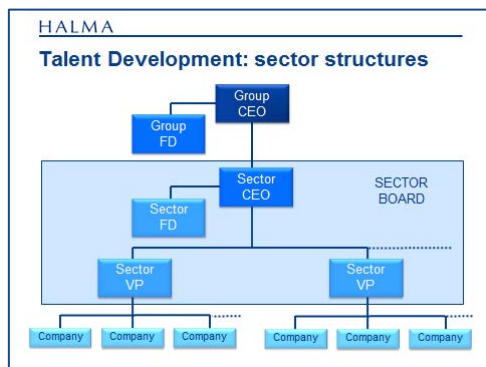 HALMA
Talent Development: sector structures
Group
CEO
Group
FD
Sector
CEO
SECTOR
BOARD
Sector
FD
Sector
VP
Sector
VP
Company
Company
Company
Company
Company
Company